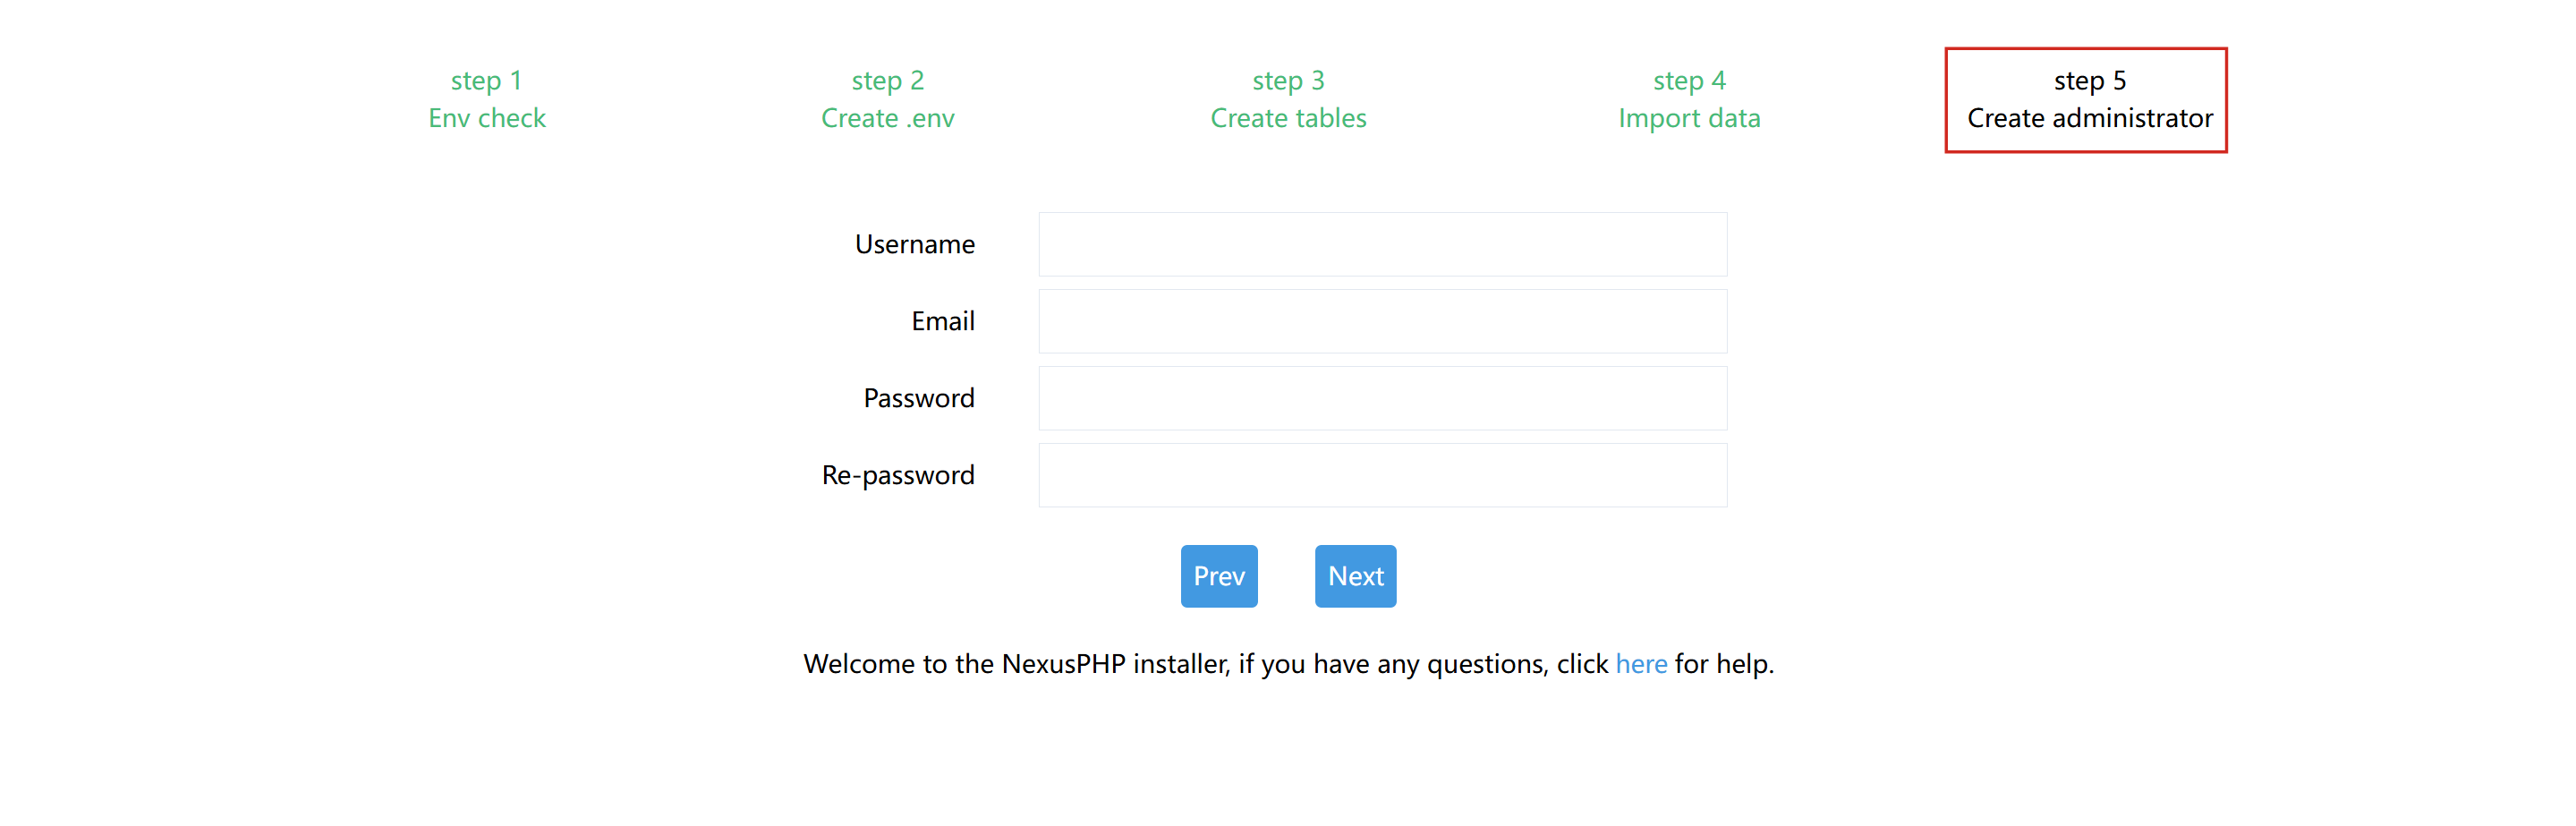 step 1
Env check
step 2
Create .env
step 3
Create tables
step 4
Import data
step 5
Create administrator
Username
Email
Password
Re-password
Prev
Next
Welcome to the NexusPHP installer, if you have any questions, click here for help.